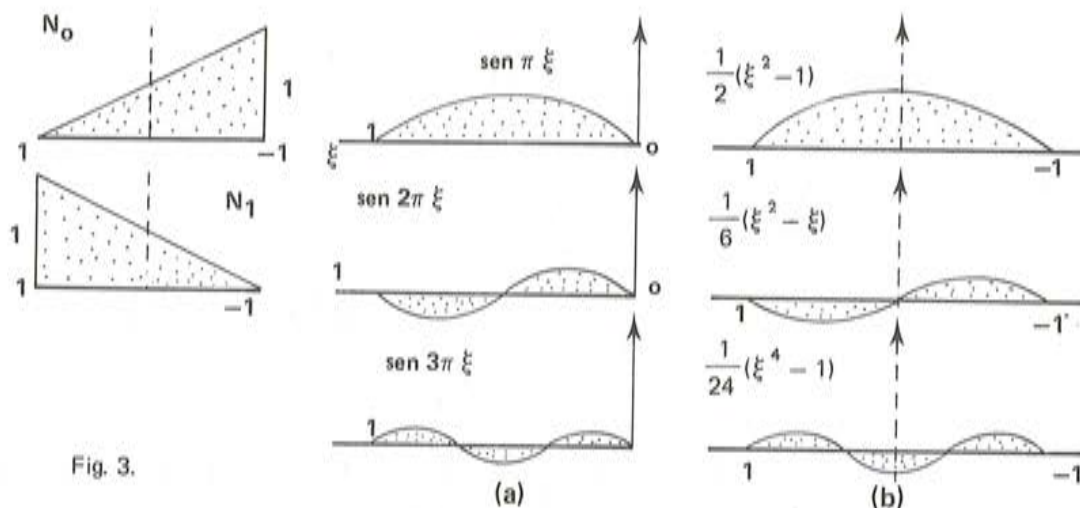 N₀
1
1
−1
1
1
N₁
−1
Fig. 3.
sen π ξ
1
ξ
o
sen 2π ξ
1
o
sen 3π ξ
1
(a)
1/2 (ξ² − 1)
1
−1
1/6 (ξ² − ξ)
1
−1
1/24 (ξ⁴ − 1)
1
−1
(b)